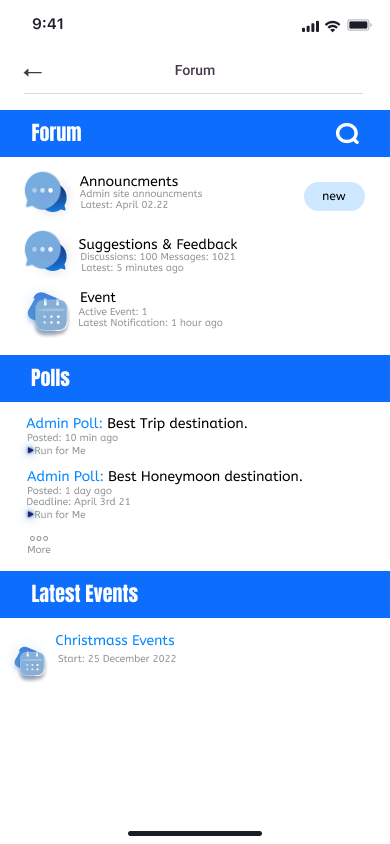 9:41
Forum
Forum
Announcments
Admin site announcments
Latest: April 02.22
new
Suggestions & Feedback
Discussions: 100 Messages: 1021
Latest: 5 minutes ago
Event
Active Event: 1
Latest Notification: 1 hour ago
Polls
Admin Poll: Best Trip destination.
Posted: 10 min ago
Run for Me
Admin Poll: Best Honeymoon destination.
Posted: 1 day ago
Deadline: April 3rd 21
Run for Me
More
Latest Events
Christmass Events
Start: 25 December 2022